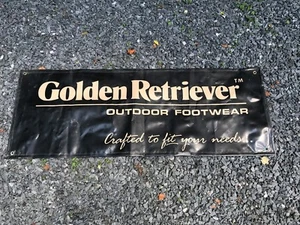 Golden Retriever™
OUTDOOR FOOTWEAR
Crafted to fit your needs.